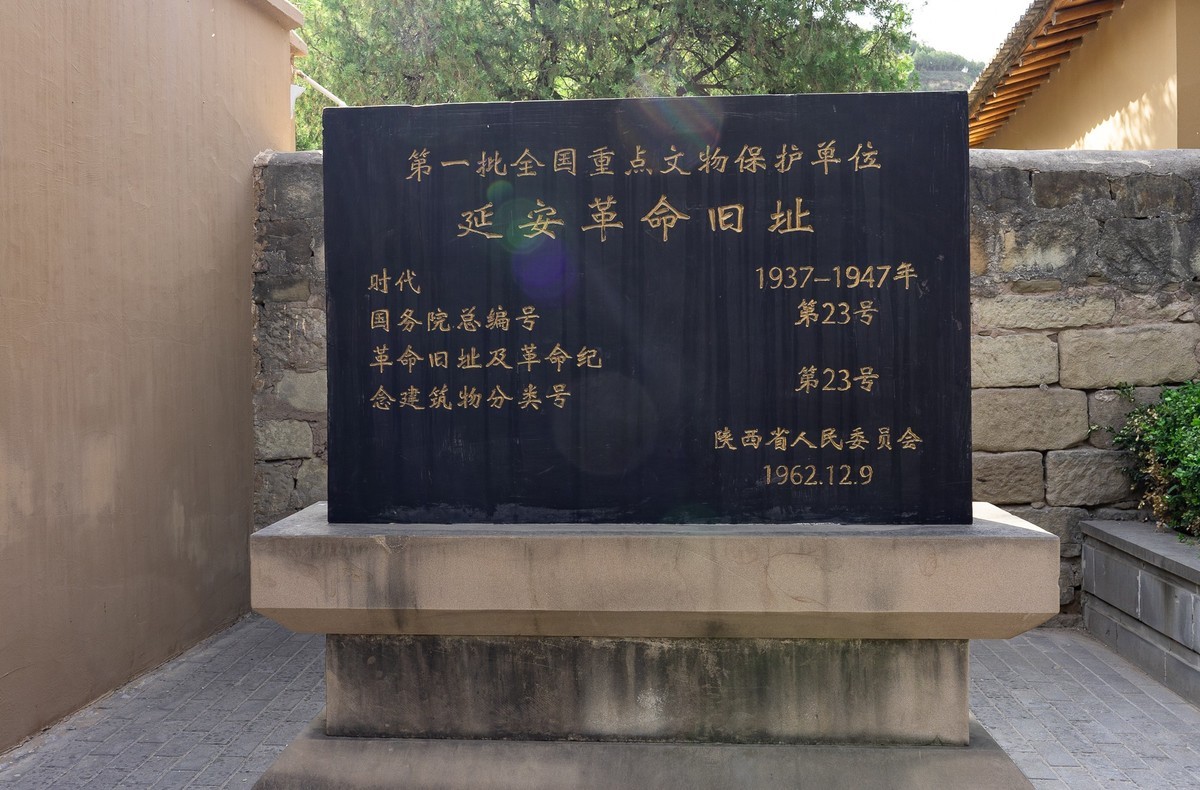 第一批全国重点文物保护单位
延安革命旧址
时代 1937-1947年
国务院总编号 第23号
革命旧址及革命纪
念建筑物分类号 第23号
陕西省人民委员会
1962.12.9